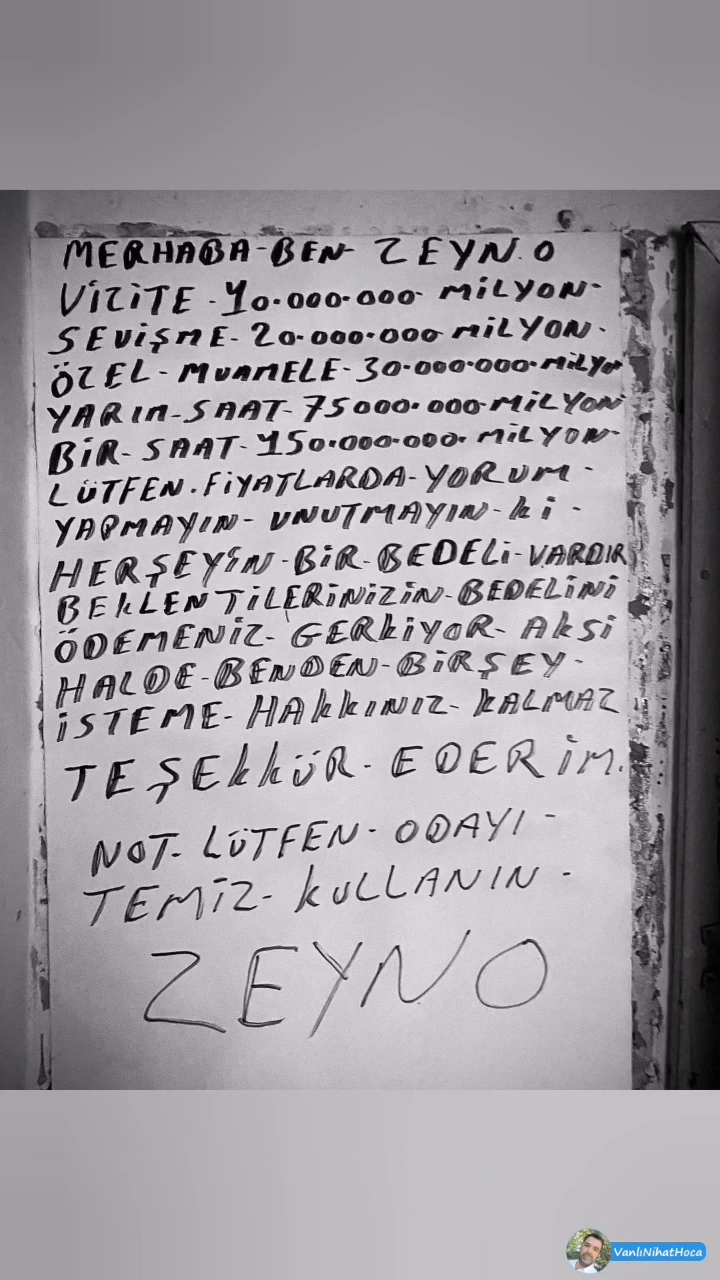 MERHABA-BEN ZEYN.O
VİZİTE-10.000.000-MİLYON-
SEVİŞME-20.000.000 MİLYON.
ÖZEL-MUAMELE-30.000.000.MİLYO
YARIM-SAAT-75000.000-MİLYON
BİR-SAAT-150.000.000.MİLYON-
LÜTFEN.FİYATLARDA-YORUM-
YAPMAYIN-UNUTMAYIN-Kİ-
HERŞEYİN-BİR-BEDELİ-VARDIR
BEKLENTİLERİNİZİN-BEDELİNİ
ÖDEMENİZ-GERKİYOR-AKSİ
HALDE-BENDEN-BİRŞEY-
İSTEME-HAKKINIZ-KALMAZ
TEŞEKKÜR-EDERİM.
NOT-LÜTFEN-ODAYI-
TEMİZ-KULLANIN-
ZEYNO
VanlıNihatHoca